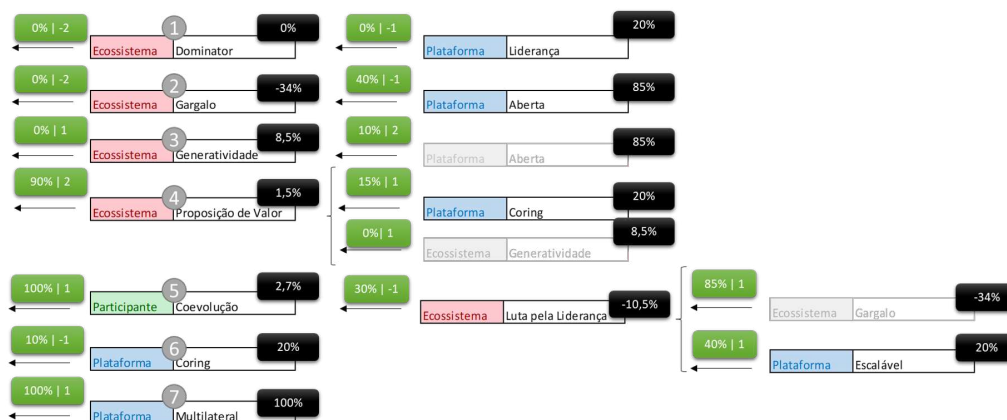 0% | -2
1
0%
Ecossistema Dominator
0% | -1
20%
Plataforma Liderança
0% | -2
2
-34%
Ecossistema Gargalo
40% | -1
85%
Plataforma Aberta
0% | 1
3
8,5%
Ecossistema Generatividade
10% | 2
85%
Plataforma Aberta
90% | 2
4
1,5%
Ecossistema Proposição de Valor
15% | 1
20%
Plataforma Coring
0%| 1
8,5%
Ecossistema Generatividade
100% | 1
5
2,7%
Participante Coevolução
30% | -1
-10,5%
Ecossistema Luta pela Liderança
85% | 1
-34%
Ecossistema Gargalo
10% | -1
6
20%
Plataforma Coring
40% | 1
20%
Plataforma Escalável
100% | 1
7
100%
Plataforma Multilateral